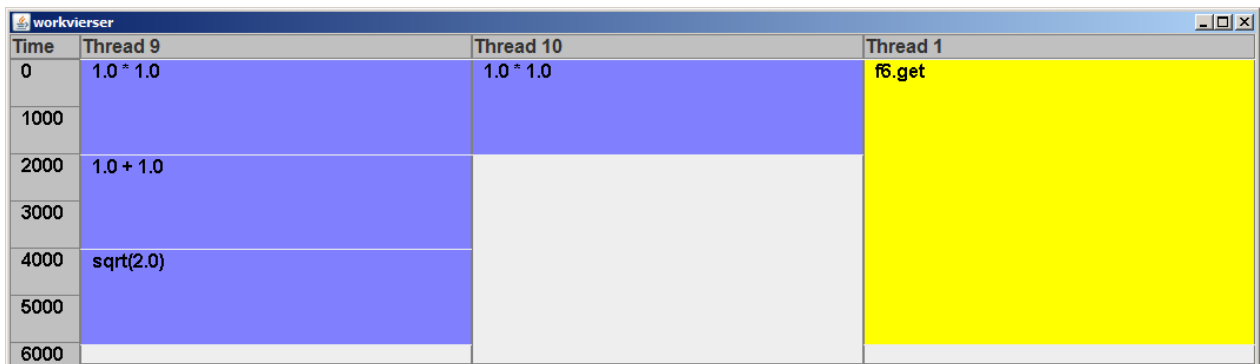 workvierser
Time Thread 9 Thread 10 Thread 1
0 1.0 * 1.0 1.0 * 1.0 f6.get
1000
2000 1.0 + 1.0
3000
4000 sqrt(2.0)
5000
6000